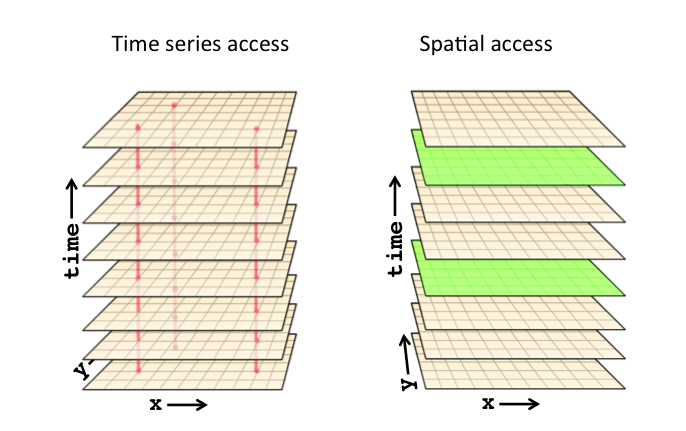 Time series access
Spatial access
time
time
y
y
x
x